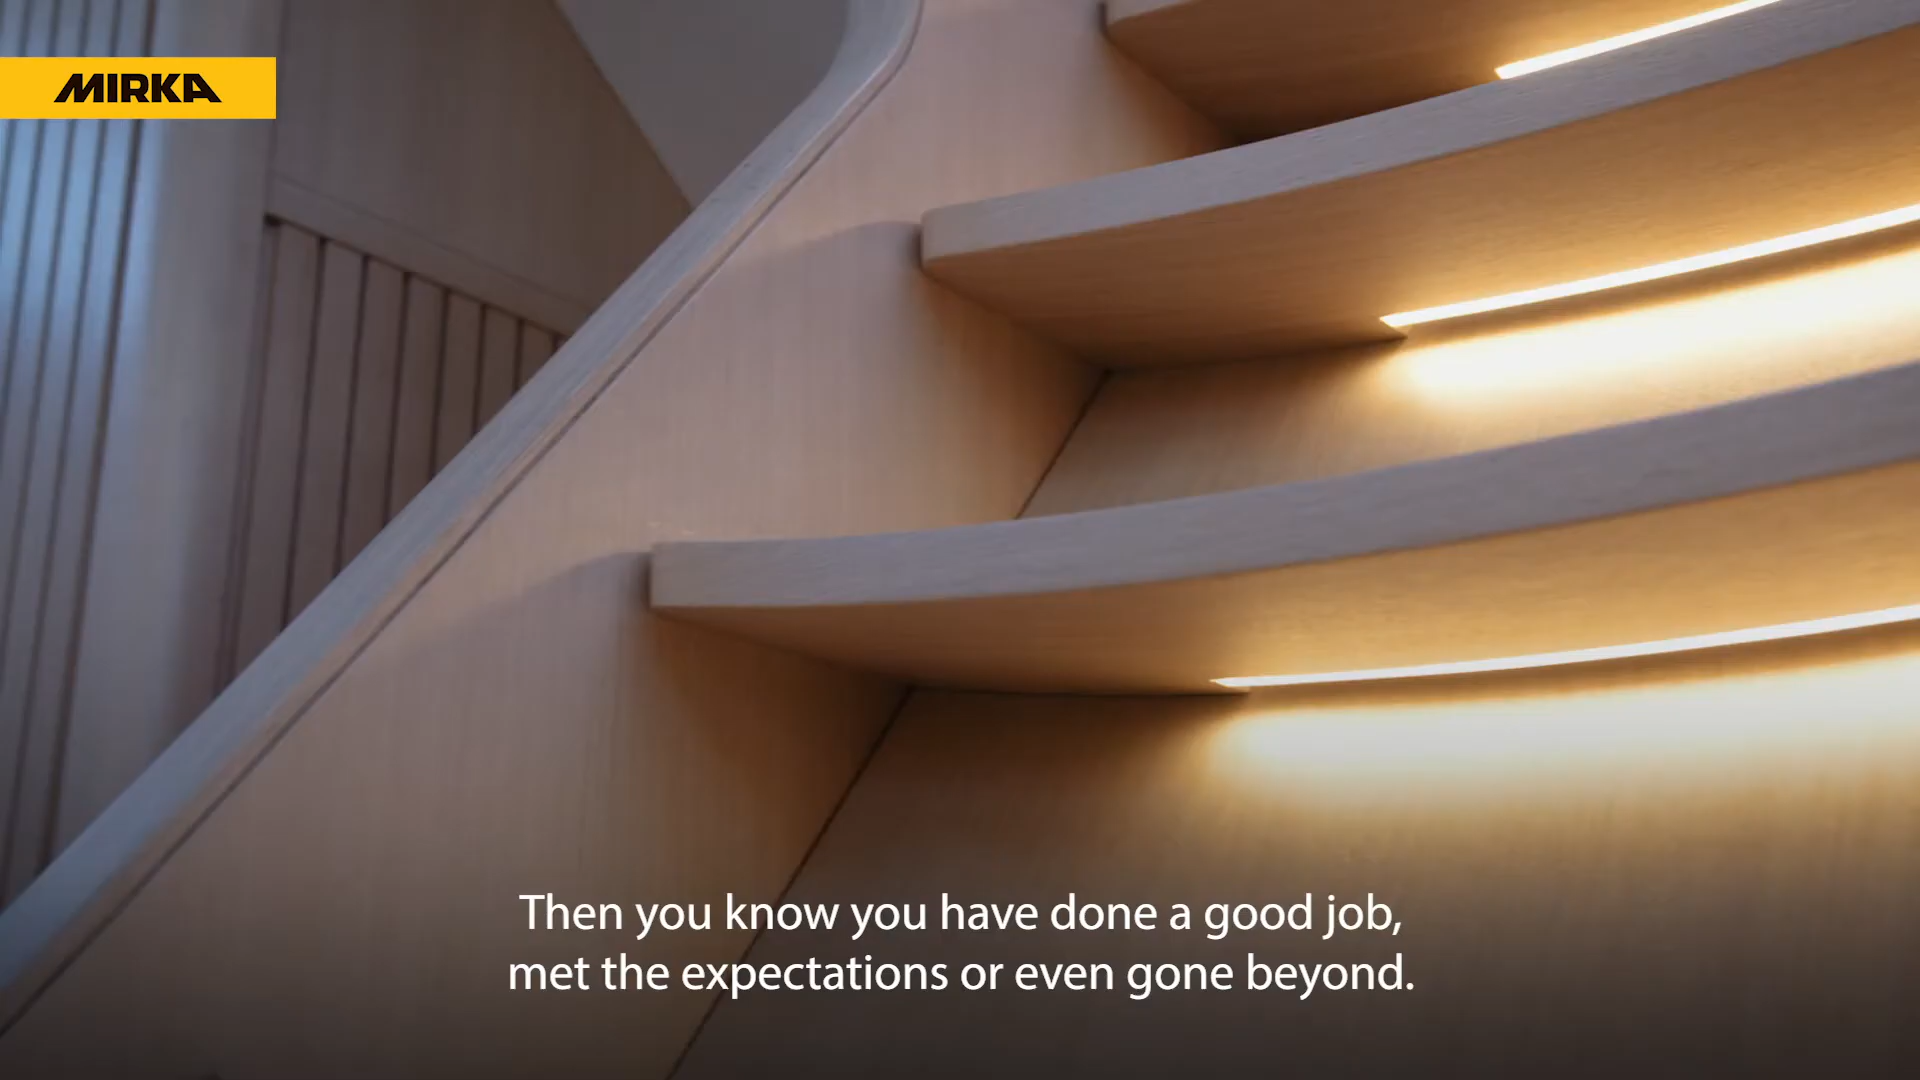 MIRKA
Then you know you have done a good job,
met the expectations or even gone beyond.